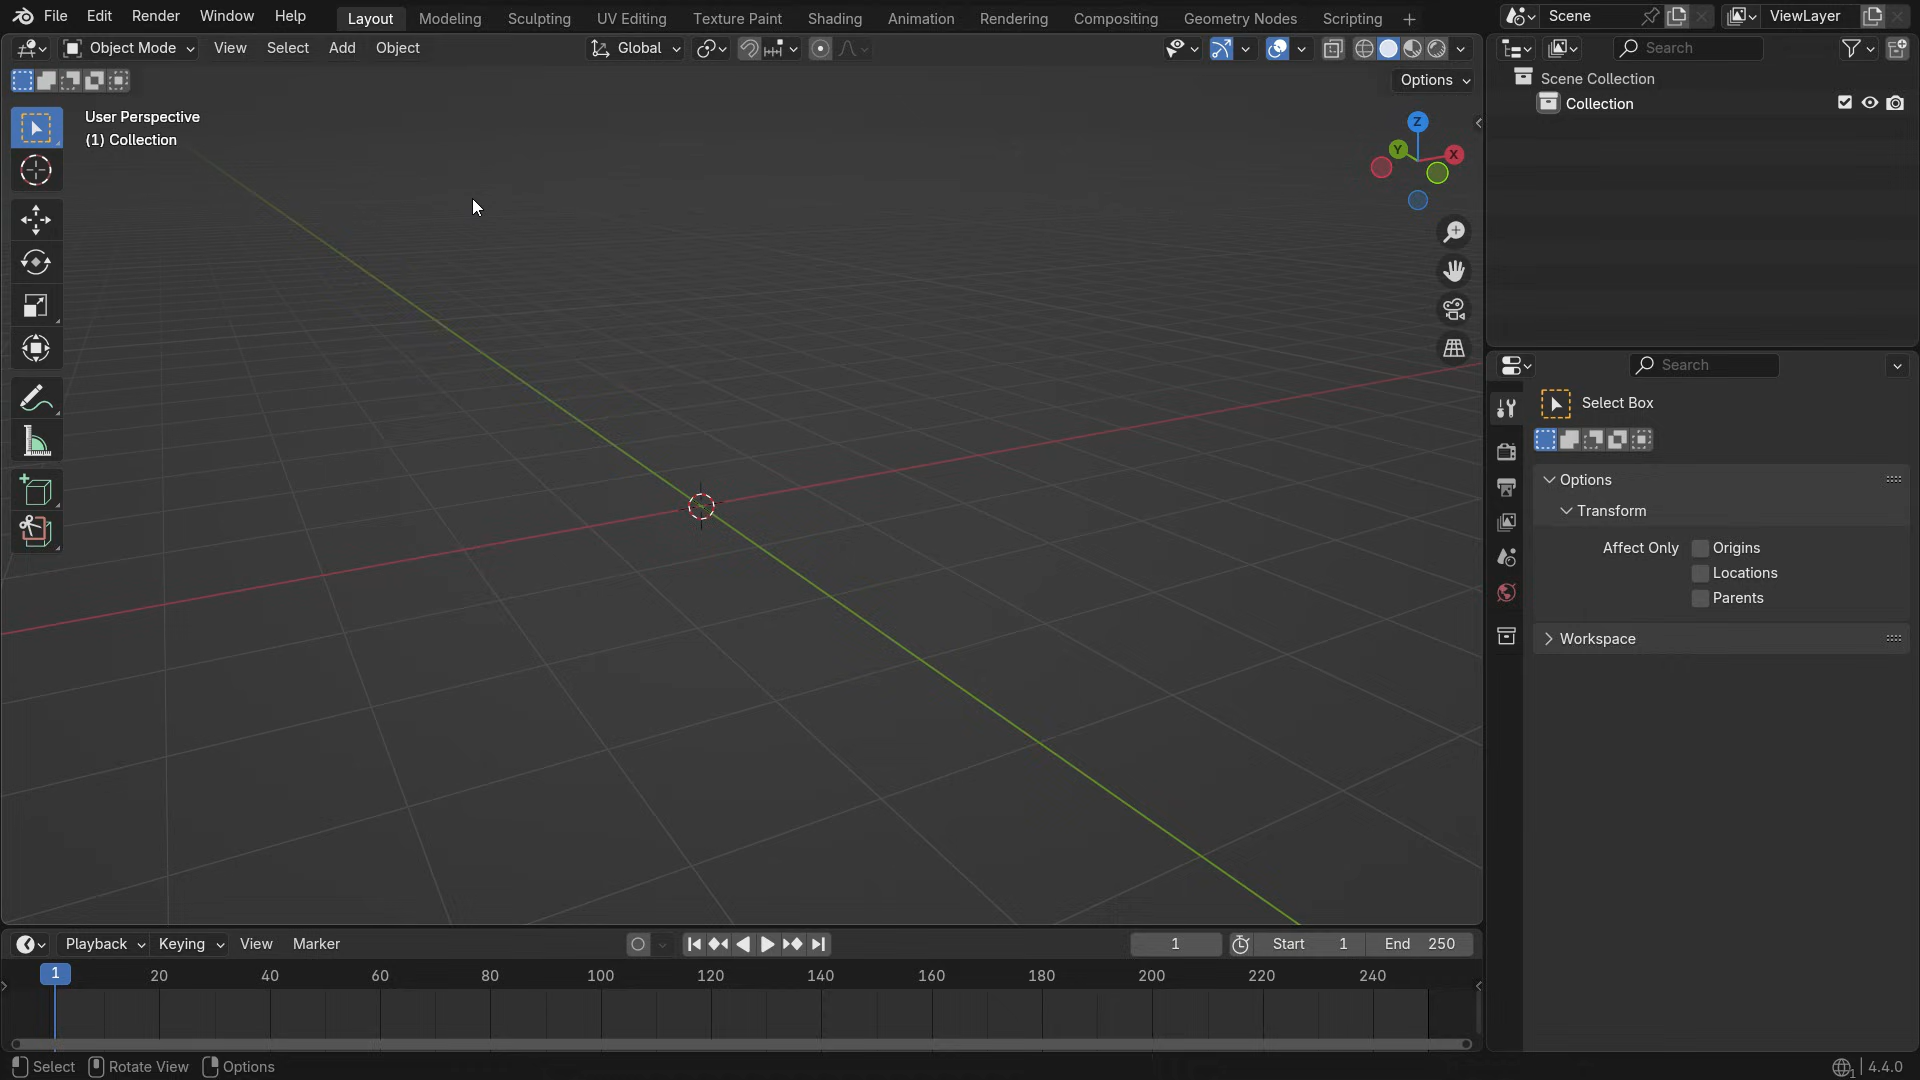 File Edit Render Window Help Layout Modeling Sculpting UV Editing Texture Paint Shading Animation Rendering Compositing Geometry Nodes Scripting + Scene ViewLayer
Object Mode View Select Add Object Global Search
Options
User Perspective
(1) Collection
Z
Y X
Scene Collection
Collection
Search
Select Box
Options
Transform
Affect Only Origins
Locations
Parents
Workspace
Playback Keying View Marker 1 Start 1 End 250
1 20 40 60 80 100 120 140 160 180 200 220 240
Select Rotate View Options 4.4.0